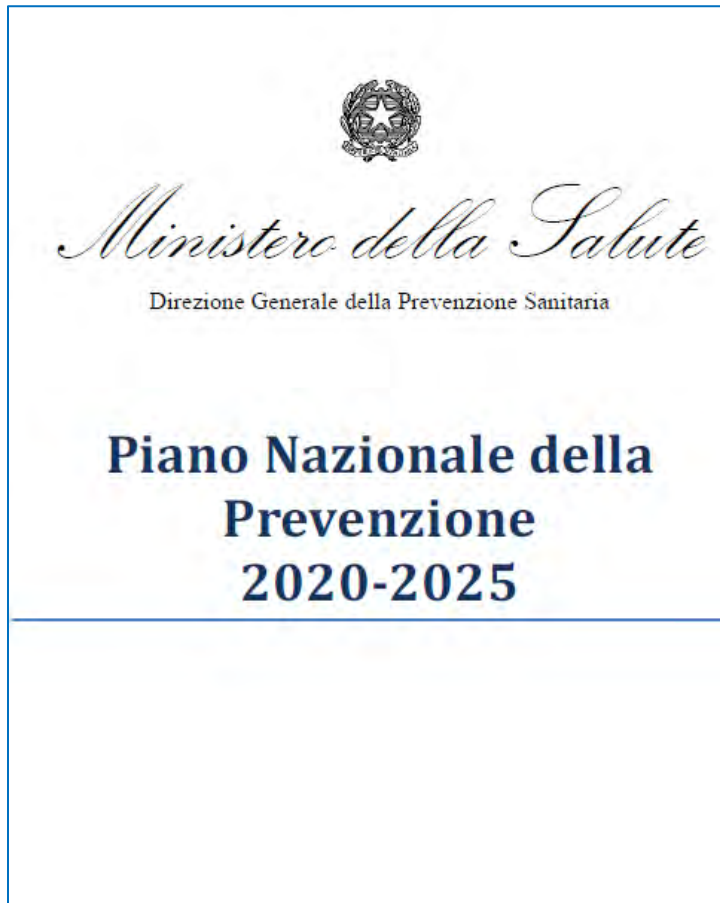 Ministero della Salute
Direzione Generale della Prevenzione Sanitaria
Piano Nazionale della
Prevenzione
2020-2025